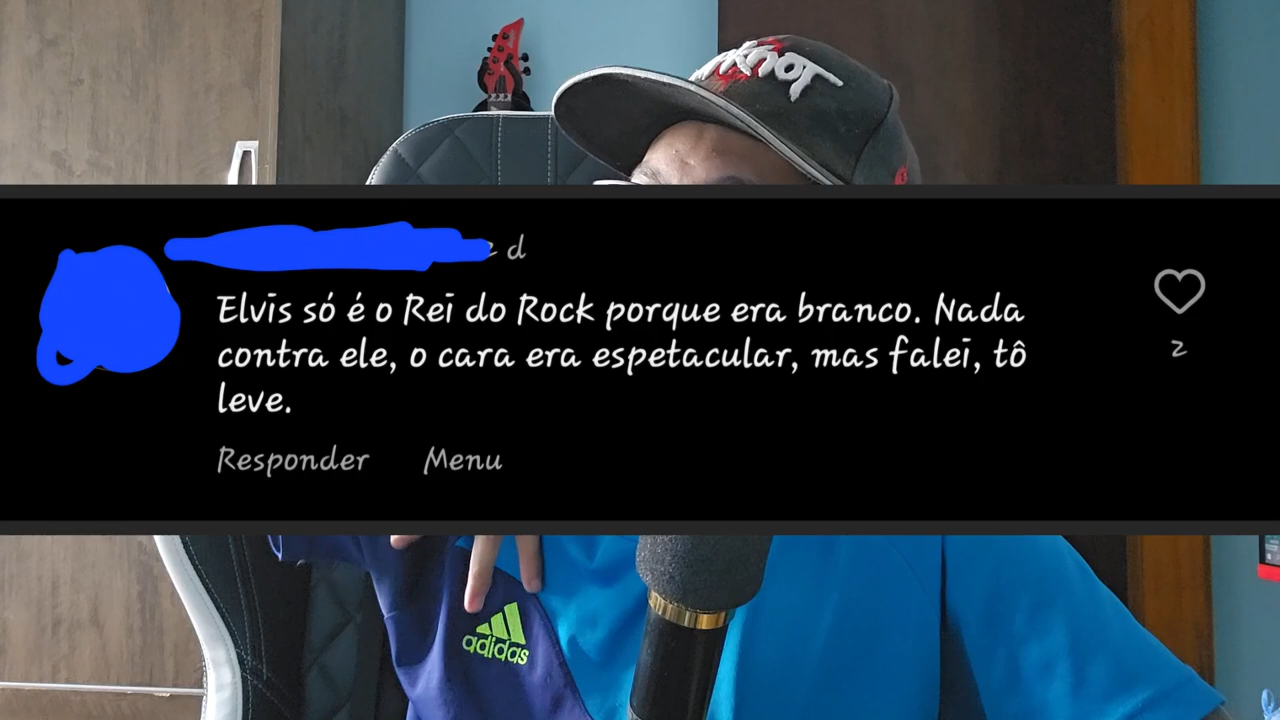 Elvis só é o Rei do Rock porque era branco. Nada
contra ele, o cara era espetacular, mas falei, tô
leve.
2
Responder Menu
adidas